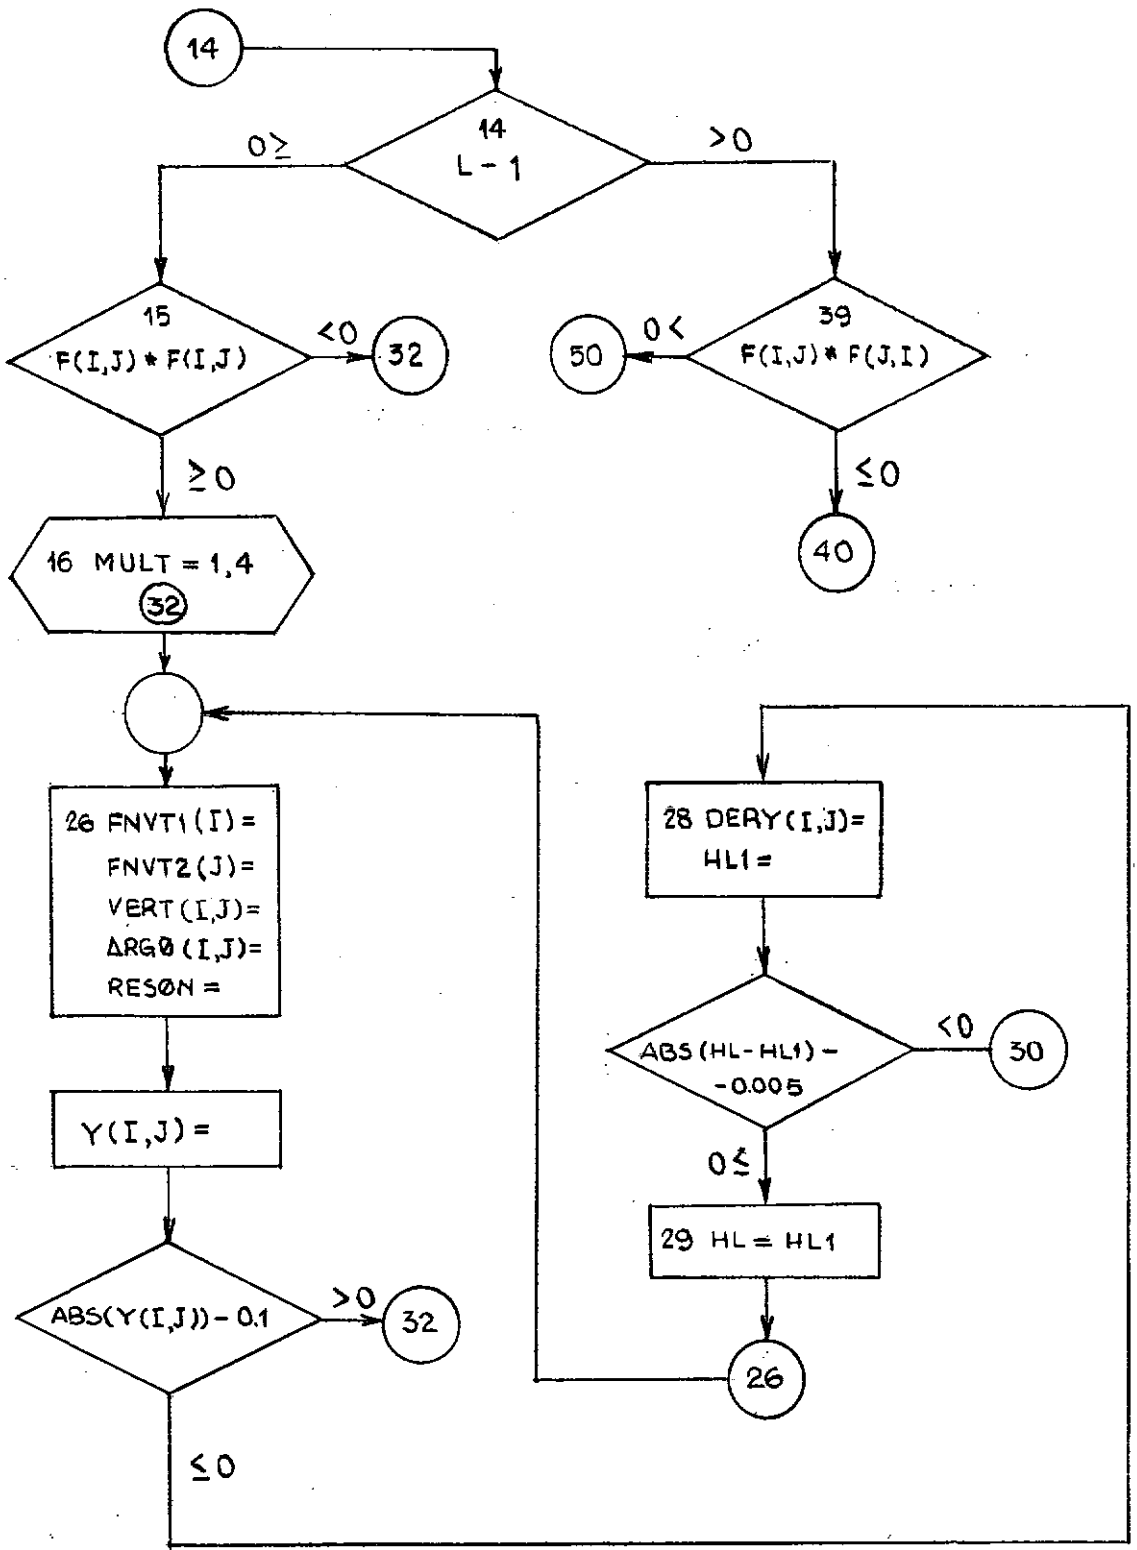 14
14
L - 1
0≥
>0
15
F(I,J) * F(I,J)
<0
32
50
0<
39
F(I,J) * F(J,I)
≥0
≤0
40
16 MULT = 1,4
32
26 FNVT1(I)=
FNVT2(J)=
VERT(I,J)=
ARGØ(I,J)=
RESØN =
28 DERY(I,J)=
HL1 =
ABS(HL-HL1) -
-0.005
<0
30
Y(I,J) =
0≤
29 HL = HL1
ABS(Y(I,J)) - 0.1
>0
32
26
≤0